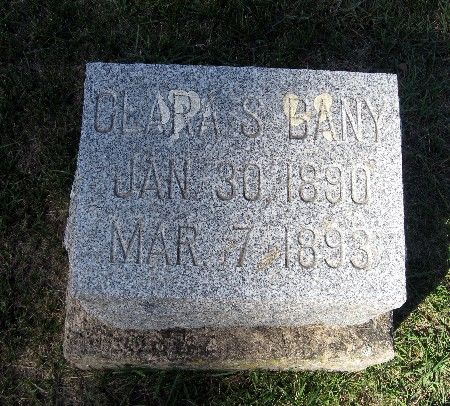 CLARA S. BANY
JAN. 30, 1890
MAR. 7, 1893